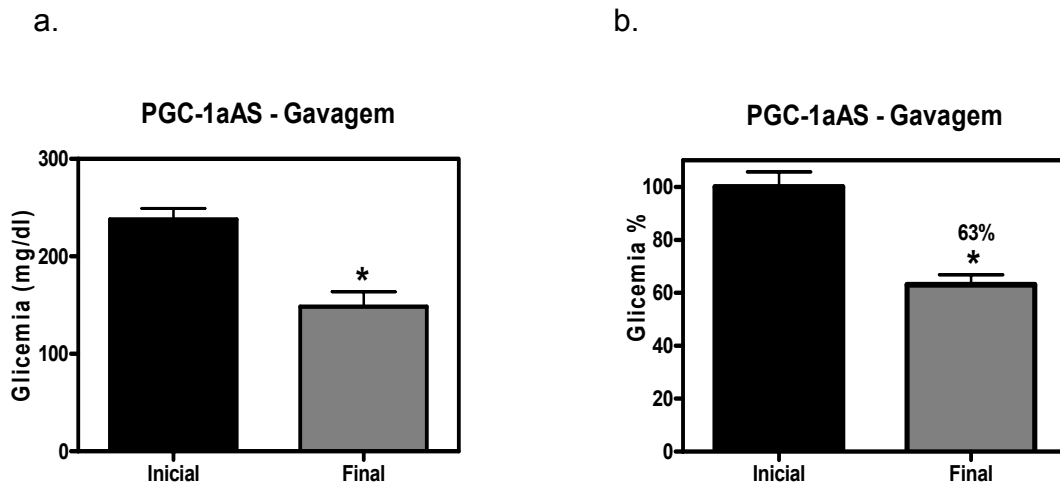 a.
PGC-1aAS - Gavagem
Glicemia (mg/dl)
300
200
100
0
*
Inicial
Final
b.
PGC-1aAS - Gavagem
Glicemia %
100
80
60
40
20
0
63%
*
Inicial
Final